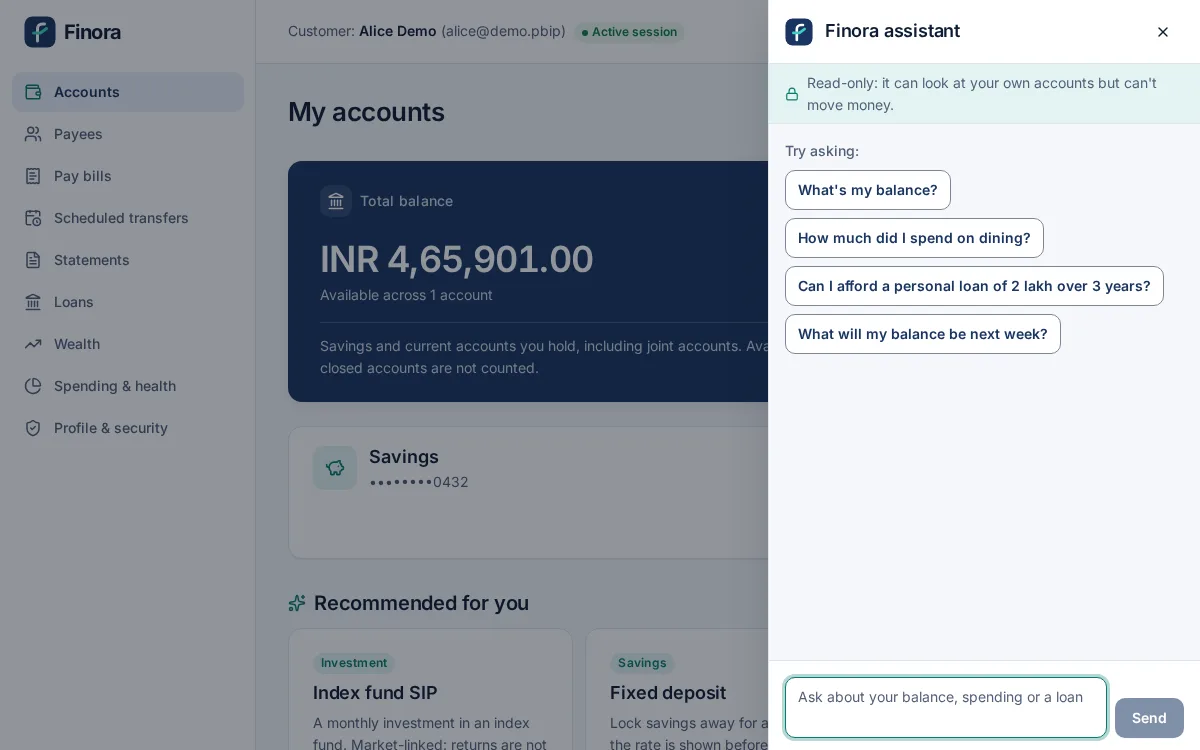 Finora
Accounts
Payees
Pay bills
Scheduled transfers
Statements
Loans
Wealth
Spending & health
Profile & security
Customer: Alice Demo (alice@demo.pbip)
Active session
My accounts
Total balance
INR 4,65,901.00
Available across 1 account
Savings and current accounts you hold, including joint accounts.
closed accounts are not counted.
Savings
••••••••0432
Recommended for you
Investment
Index fund SIP
A monthly investment in an index
fund. Market-linked: returns are not
Savings
Fixed deposit
Lock savings away for a
the rate is shown before
Finora assistant
Read-only: it can look at your own accounts but can't
move money.
Try asking:
What's my balance?
How much did I spend on dining?
Can I afford a personal loan of 2 lakh over 3 years?
What will my balance be next week?
Ask about your balance, spending or a loan
Send